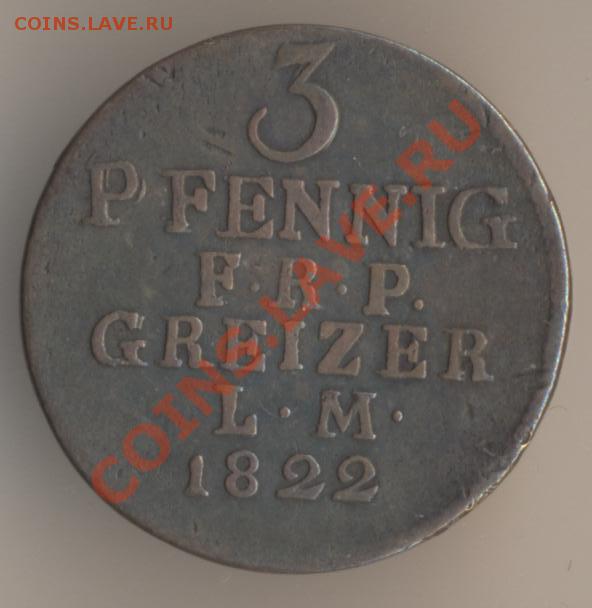 COINS.LAVE.RU
3
PFENNIG
F·R·P.
GREIZER
L·M·
1822
COINS.LAVE.RU